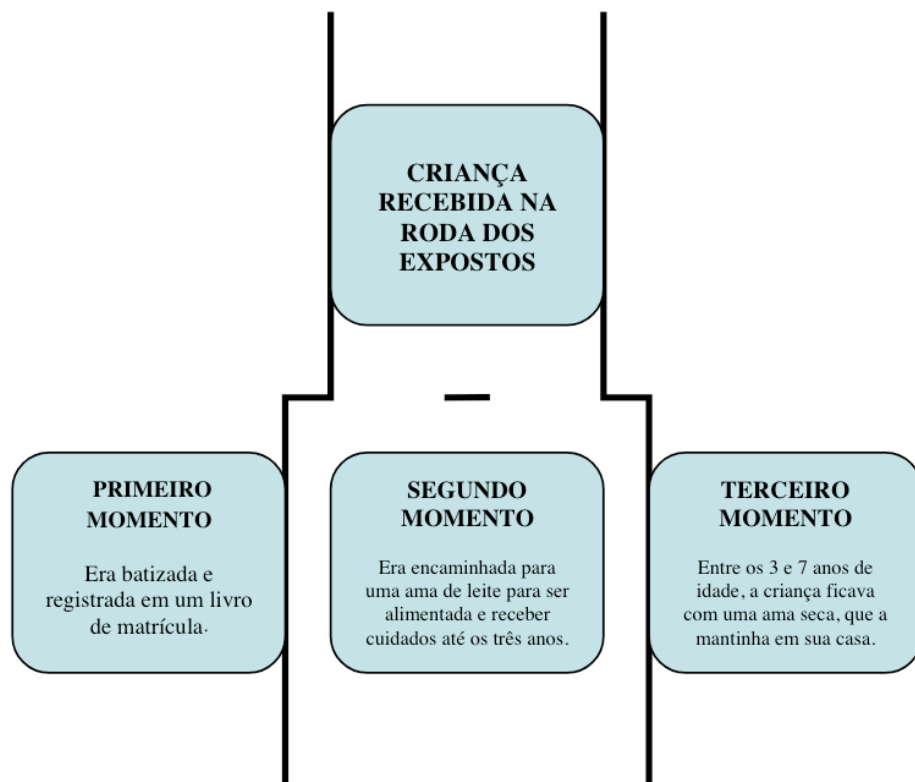 CRIANÇA
RECEBIDA NA
RODA DOS
EXPOSTOS
PRIMEIRO
MOMENTO
Era batizada e
registrada em um livro
de matrícula.
SEGUNDO
MOMENTO
Era encaminhada para
uma ama de leite para ser
alimentada e receber
cuidados até os três anos.
TERCEIRO
MOMENTO
Entre os 3 e 7 anos de
idade, a criança ficava
com uma ama seca, que a
mantinha em sua casa.